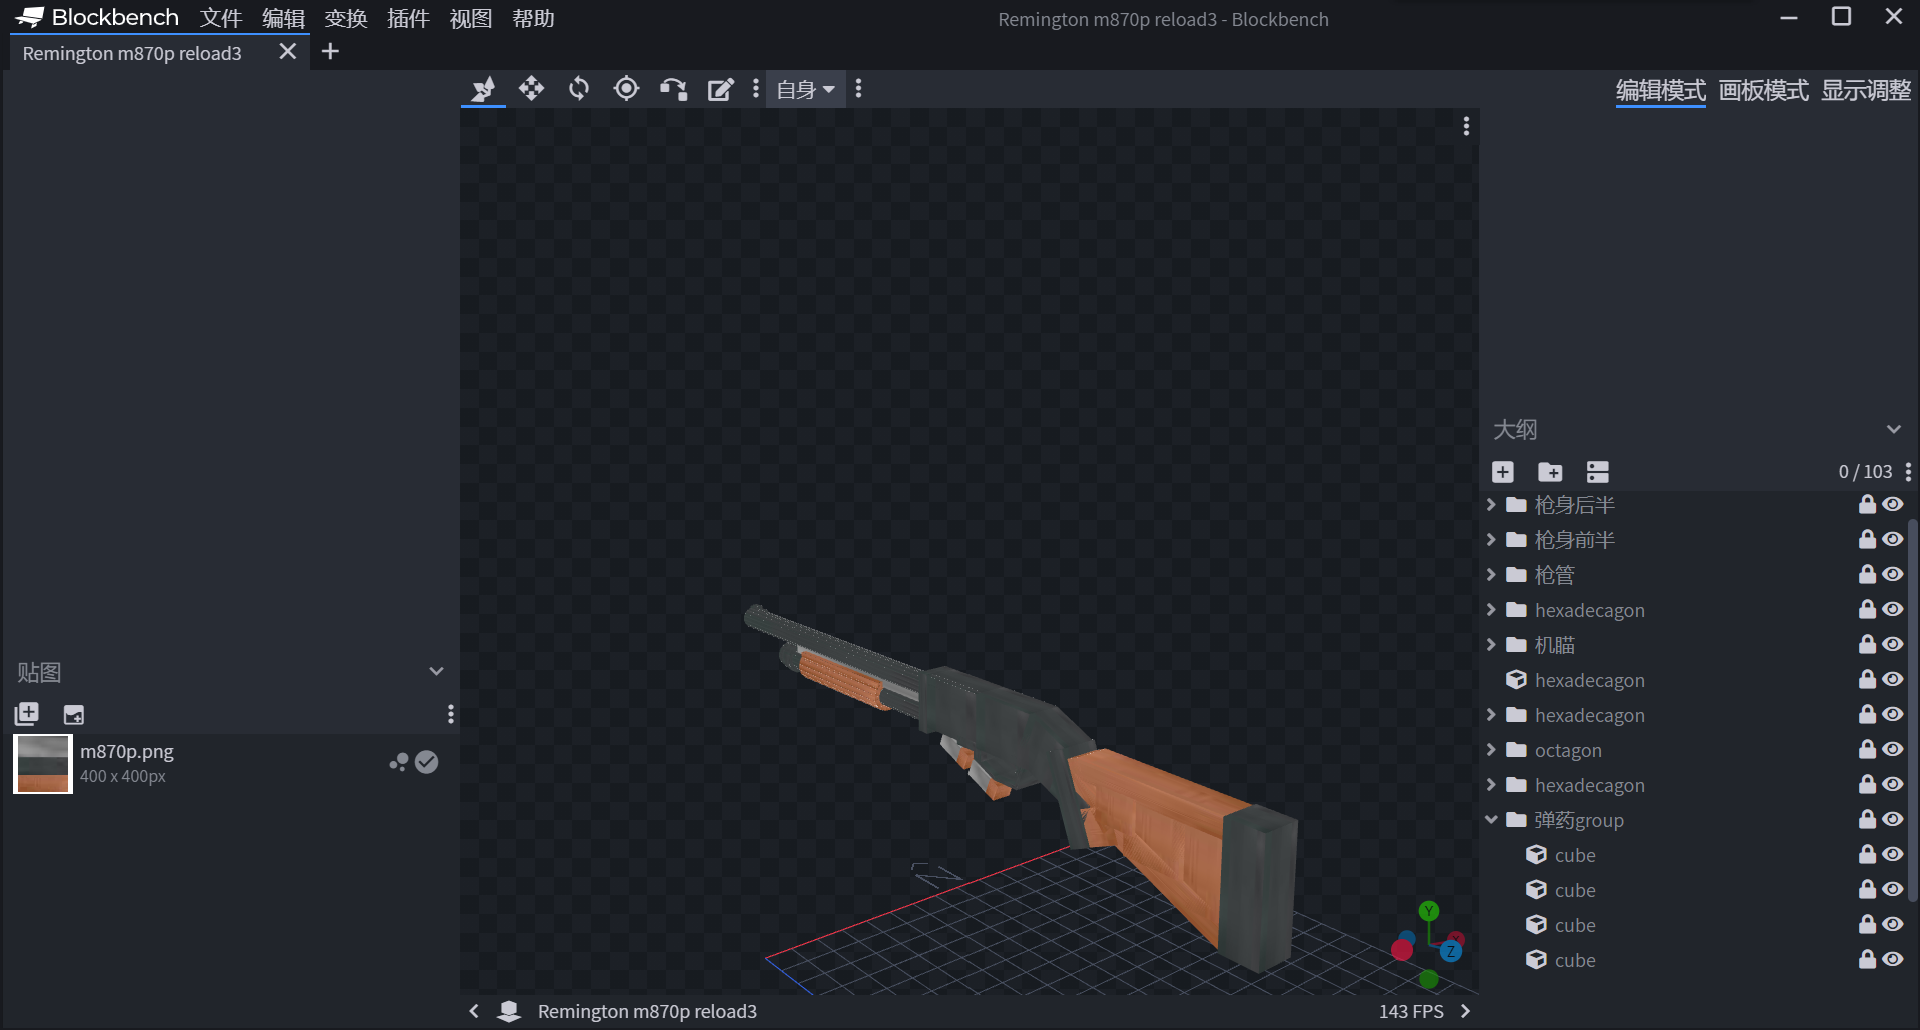 Blockbench 文件 编辑 变换 插件 视图 帮助
Remington m870p reload3 - Blockbench
Remington m870p reload3
自身
编辑模式 画板模式 显示调整
大纲
0 / 103
枪身后半
枪身前半
枪管
hexadecagon
机瞄
hexadecagon
hexadecagon
octagon
hexadecagon
弹药group
cube
cube
cube
cube
贴图
m870p.png
400 x 400px
Y
X
Z
Remington m870p reload3
143 FPS